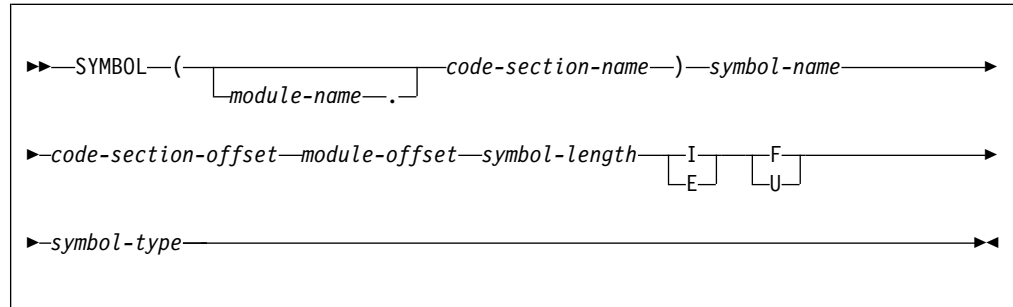 SYMBOL ( code-section-name ) symbol-name
module-name .
code-section-offset module-offset symbol-length I F
E U
symbol-type